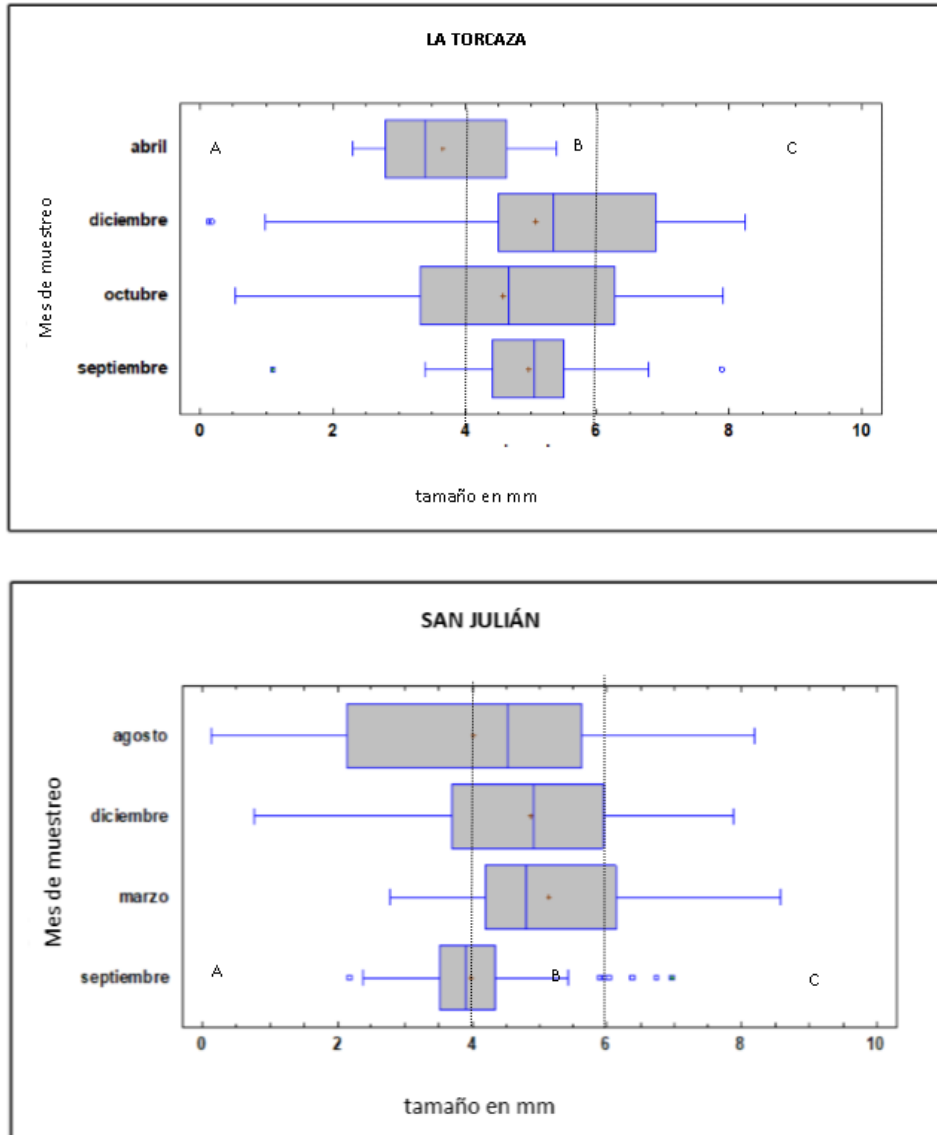 LA TORCAZA
Mes de muestreo
abril
A
B
C
diciembre
octubre
septiembre
0 2 4 6 8 10
tamaño en mm
SAN JULIÁN
Mes de muestreo
agosto
diciembre
marzo
septiembre
A
B
C
0 2 4 6 8 10
tamaño en mm